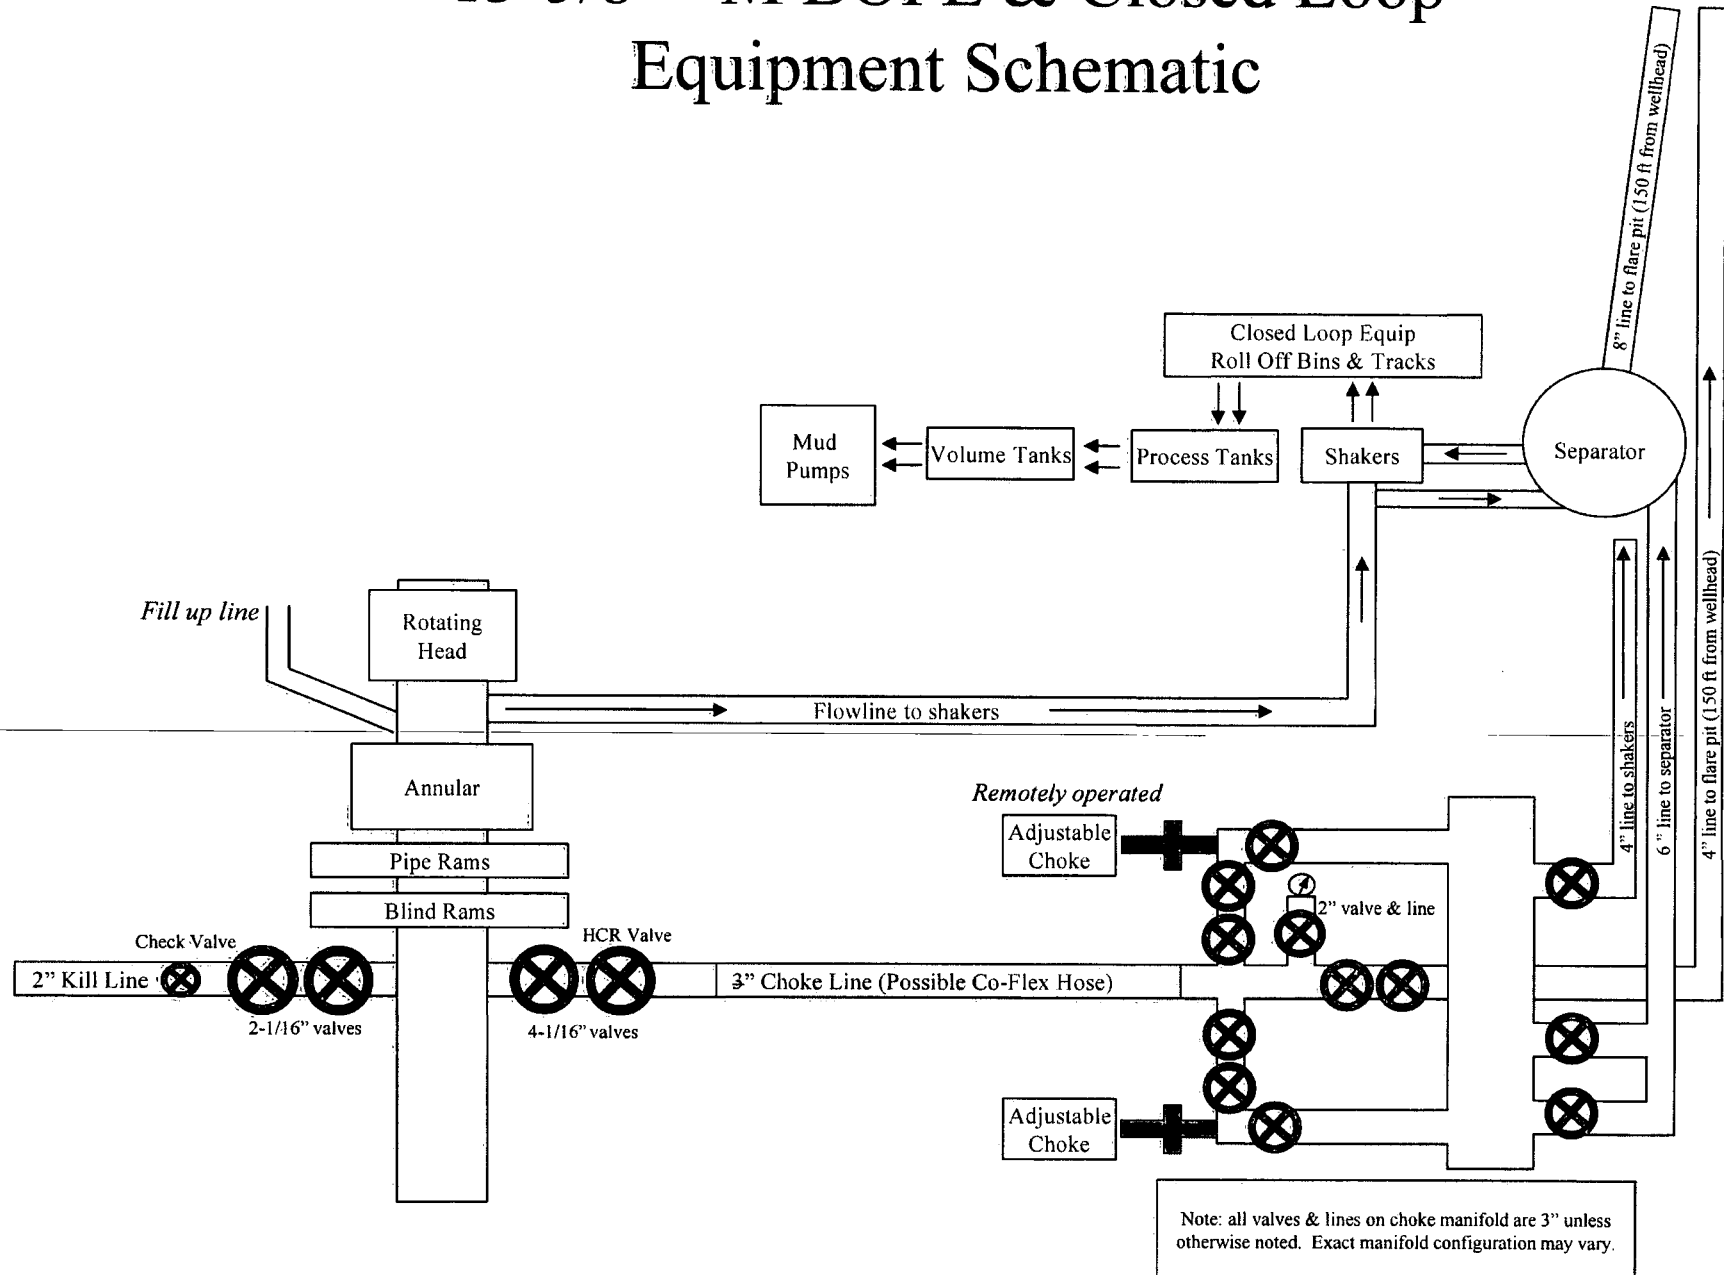 & Closed Loop
Equipment Schematic
8” line to flare pit (150 ft from wellhead)
Closed Loop Equip
Roll Off Bins & Tracks
Mud
Pumps
Volume Tanks
Process Tanks
Shakers
Separator
Fill up line
Rotating
Head
Flowline to shakers
Annular
Pipe Rams
Blind Rams
Remotely operated
Adjustable
Choke
2” valve & line
4” line to shakers
6 ” line to separator
4” line to flare pit (150 ft from wellhead)
Check Valve
HCR Valve
2” Kill Line
3” Choke Line (Possible Co-Flex Hose)
2-1/16” valves
4-1/16” valves
Adjustable
Choke
Note: all valves & lines on choke manifold are 3” unless
otherwise noted. Exact manifold configuration may vary.